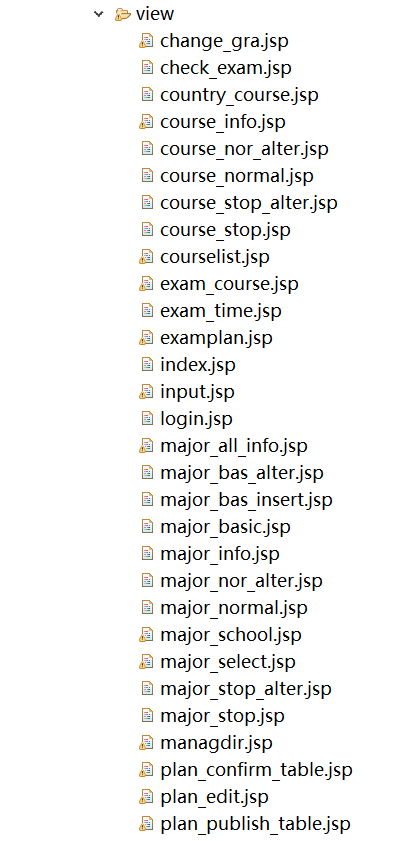 view
change_gra.jsp
check_exam.jsp
country_course.jsp
course_info.jsp
course_nor_alter.jsp
course_normal.jsp
course_stop_alter.jsp
course_stop.jsp
courselist.jsp
exam_course.jsp
exam_time.jsp
examplan.jsp
index.jsp
input.jsp
login.jsp
major_all_info.jsp
major_bas_alter.jsp
major_bas_insert.jsp
major_basic.jsp
major_info.jsp
major_nor_alter.jsp
major_normal.jsp
major_school.jsp
major_select.jsp
major_stop_alter.jsp
major_stop.jsp
managdir.jsp
plan_confirm_table.jsp
plan_edit.jsp
plan_publish_table.jsp